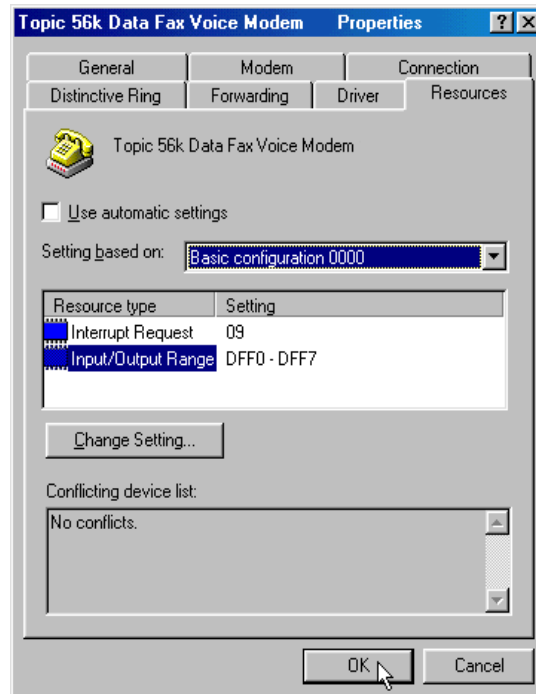 Topic 56k Data Fax Voice Modem Properties ? X
General Modem Connection
Distinctive Ring Forwarding Driver Resources
Topic 56k Data Fax Voice Modem
Use automatic settings
Setting based on: Basic configuration 0000
Resource type Setting
Interrupt Request 09
Input/Output Range DFF0 - DFF7
Change Setting...
Conflicting device list:
No conflicts.
OK Cancel